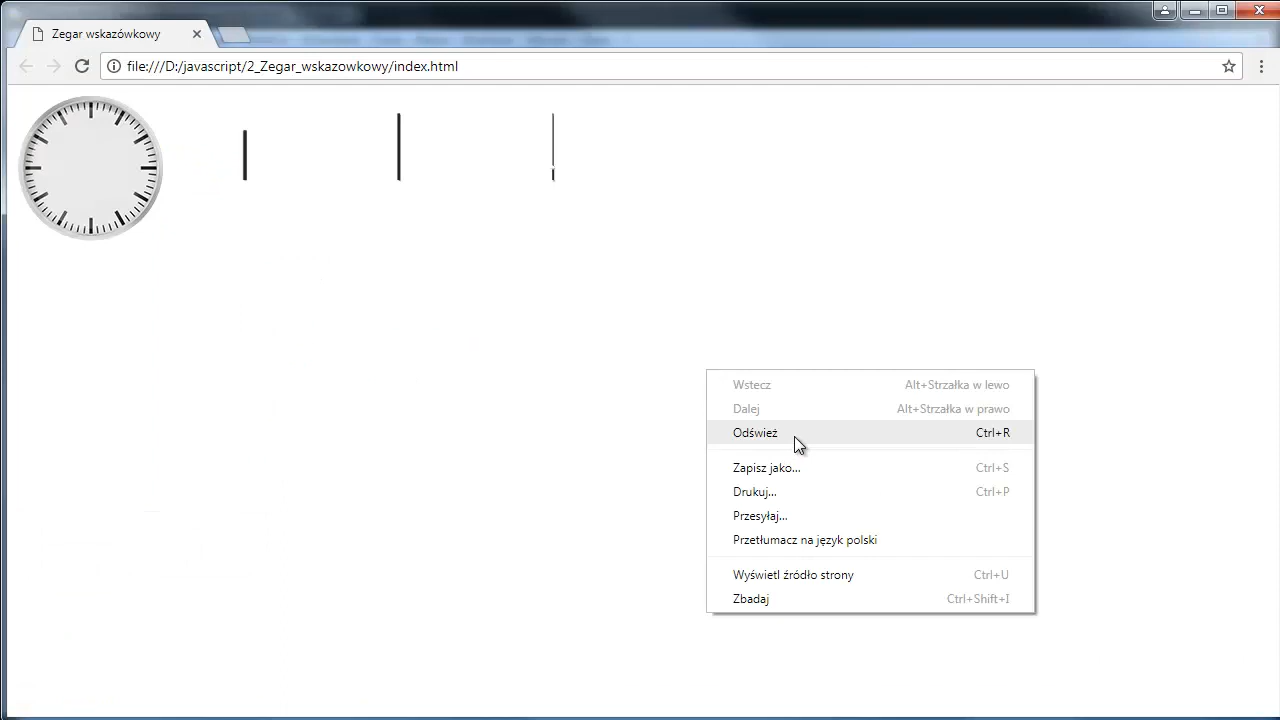 Zegar wskazówkowy
file:///D:/javascript/2_Zegar_wskazowkowy/index.html
Wstecz Alt+Strzałka w lewo
Dalej Alt+Strzałka w prawo
Odśwież Ctrl+R
Zapisz jako... Ctrl+S
Drukuj... Ctrl+P
Przesyłaj...
Przetłumacz na język polski
Wyświetl źródło strony Ctrl+U
Zbadaj Ctrl+Shift+I